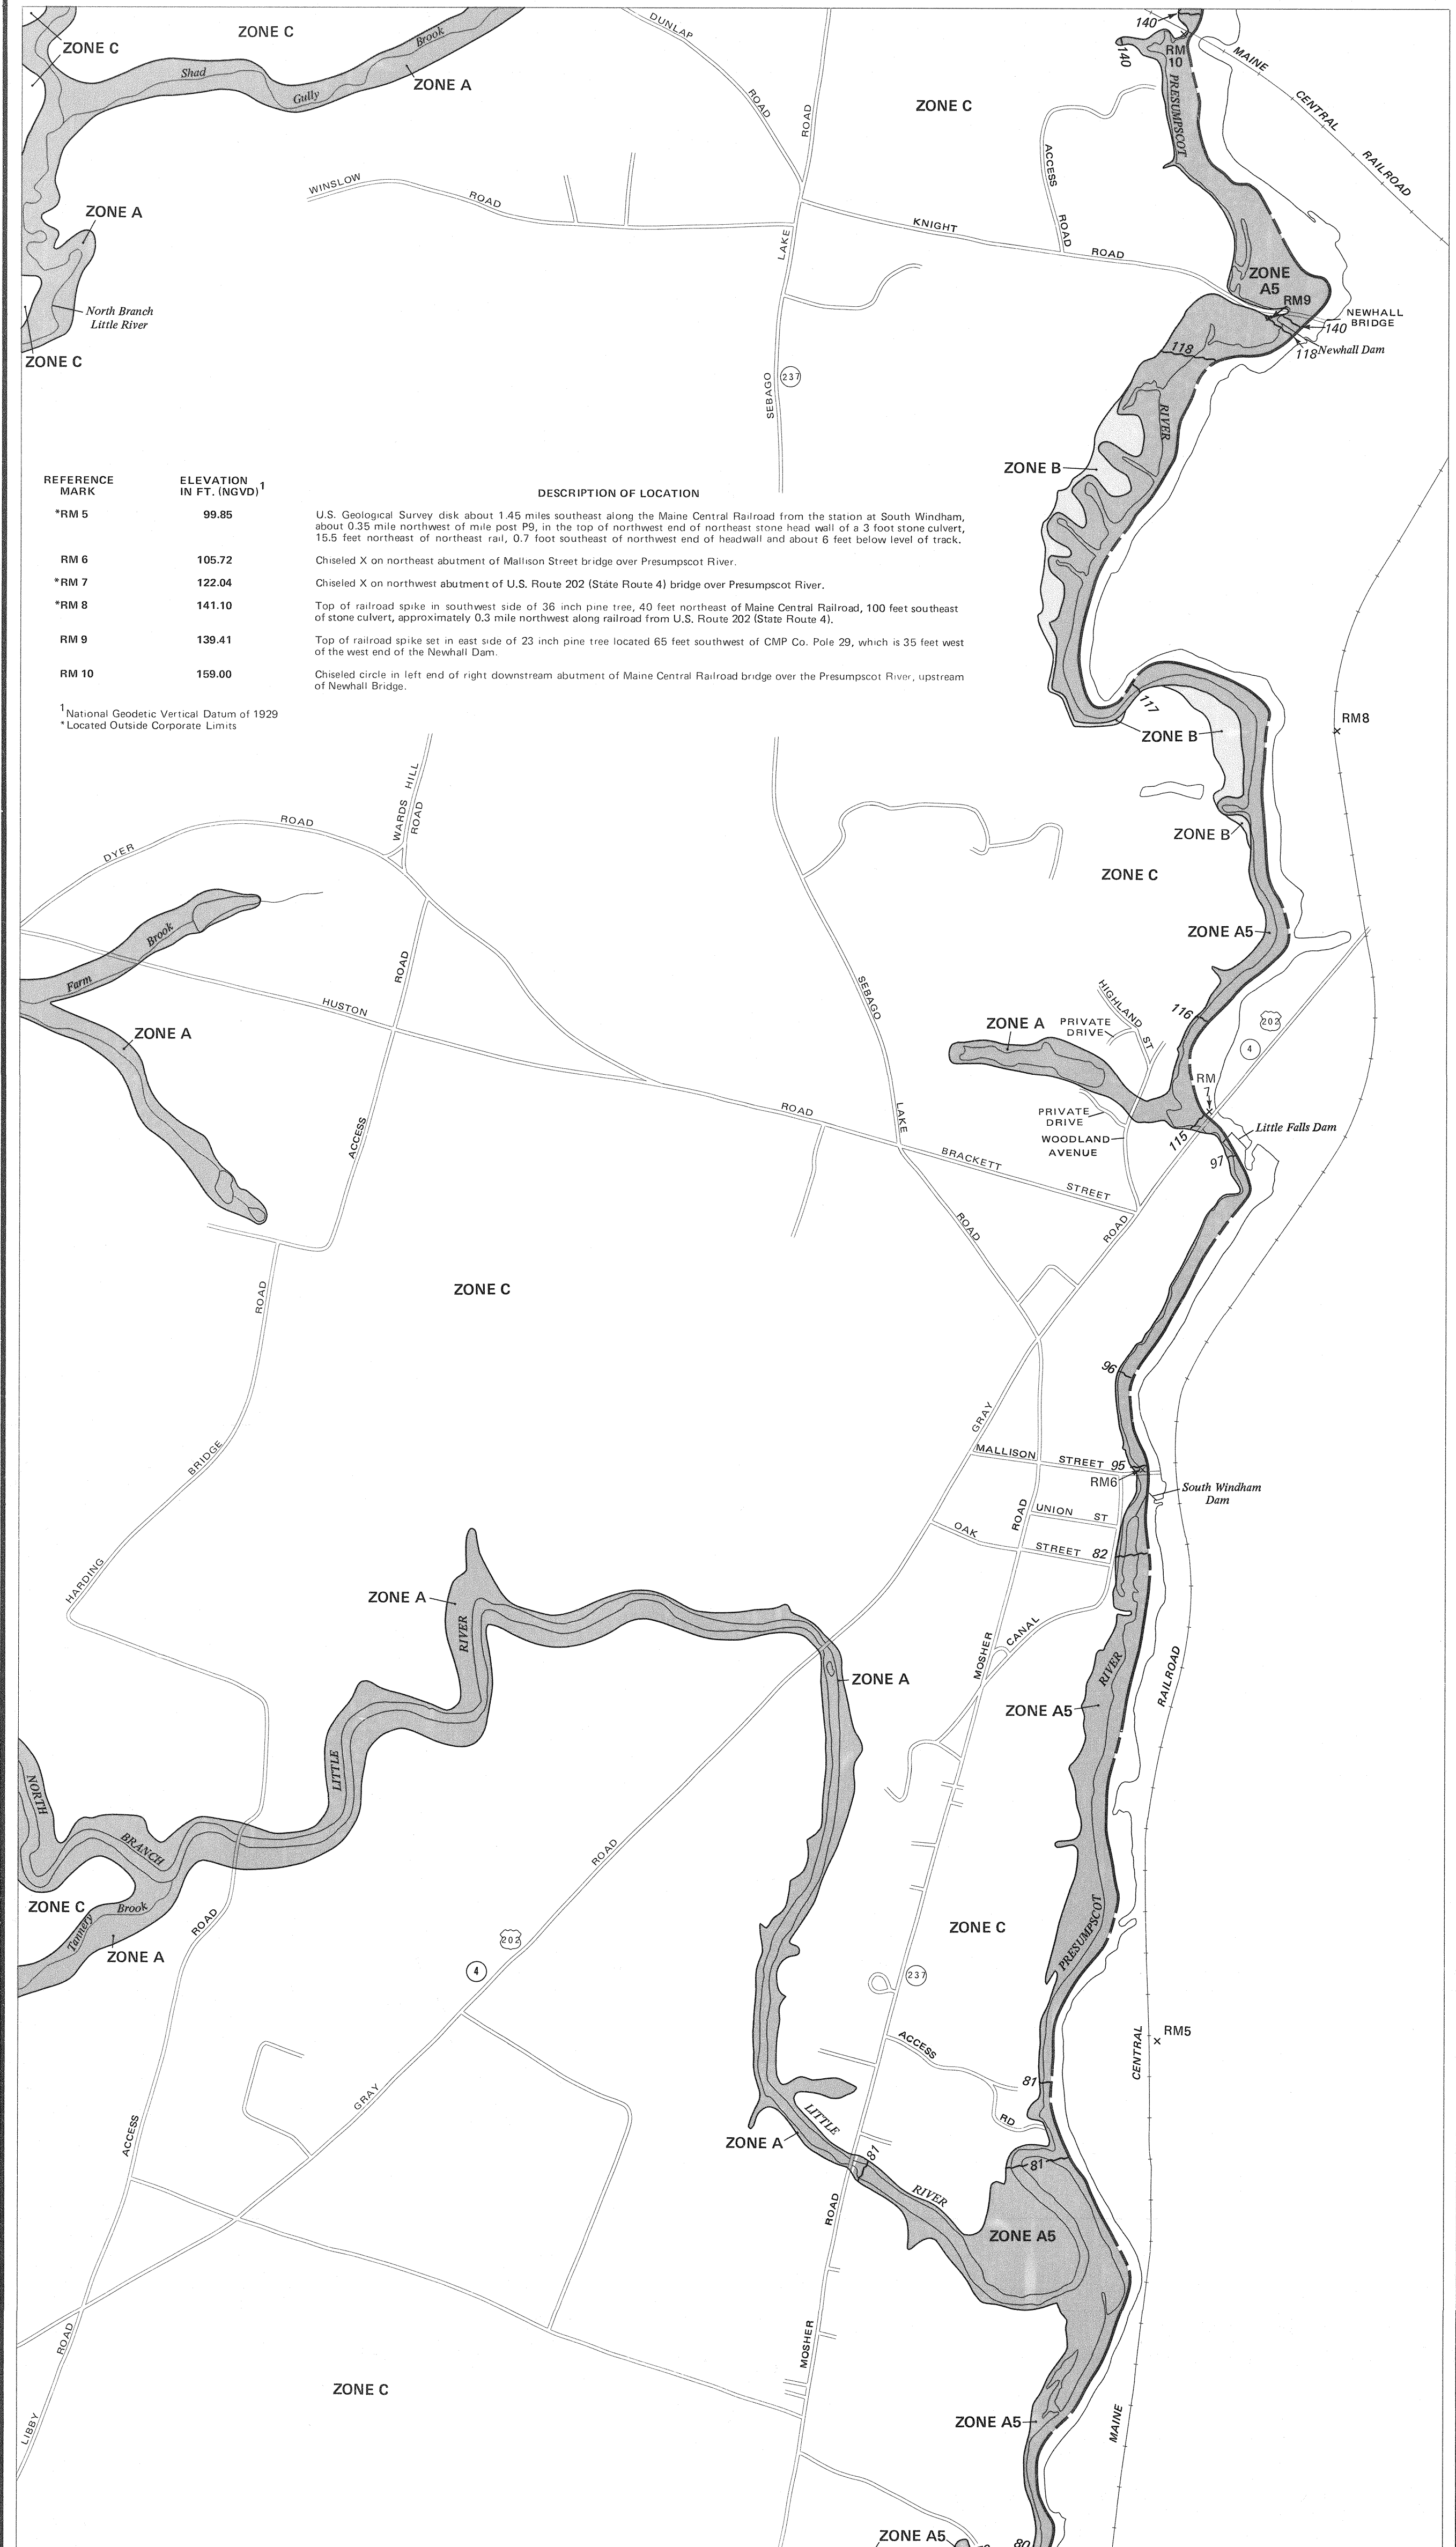 ZONE C
ZONE C
Shad
Gully
Brook
ZONE A
DUNLAP
ROAD
ROAD
ZONE C
140
140
RM
10
PRESUMPSCOT
MAINE
CENTRAL
RAILROAD
ACCESS
ROAD
WINSLOW
ROAD
ZONE A
KNIGHT
ROAD
LAKE
ZONE
A5
RM9
North Branch
Little River
NEWHALL
BRIDGE
140
118
Newhall Dam
118
ZONE C
237
SEBAGO
RIVER
ZONE B
REFERENCE
MARK
ELEVATION
IN FT. (NGVD)1
DESCRIPTION OF LOCATION
*RM 5 99.85 U.S. Geological Survey disk about 1.45 miles southeast along the Maine Central Railroad from the station at South Windham,
about 0.35 mile northwest of mile post P9, in the top of northwest end of northeast stone head wall of a 3 foot stone culvert,
15.5 feet northeast of northeast rail, 0.7 foot southeast of northwest end of headwall and about 6 feet below level of track.
RM 6 105.72 Chiseled X on northeast abutment of Mallison Street bridge over Presumpscot River.
*RM 7 122.04 Chiseled X on northwest abutment of U.S. Route 202 (State Route 4) bridge over Presumpscot River.
*RM 8 141.10 Top of railroad spike in southwest side of 36 inch pine tree, 40 feet northeast of Maine Central Railroad, 100 feet southeast
of stone culvert, approximately 0.3 mile northwest along railroad from U.S. Route 202 (State Route 4).
RM 9 139.41 Top of railroad spike set in east side of 23 inch pine tree located 65 feet southwest of CMP Co. Pole 29, which is 35 feet west
of the west end of the Newhall Dam.
RM 10 159.00 Chiseled circle in left end of right downstream abutment of Maine Central Railroad bridge over the Presumpscot River, upstream
of Newhall Bridge.
1National Geodetic Vertical Datum of 1929
*Located Outside Corporate Limits
117
ZONE B
RM8
WARDS HILL
ROAD
DYER
ROAD
ZONE B
ZONE C
Farm
Brook
ZONE A5
ROAD
HUSTON
SEBAGO
HIGHLAND
ST
116
202
4
ZONE A
ZONE A
PRIVATE
DRIVE
RM
7
ROAD
LAKE
PRIVATE
DRIVE
WOODLAND
AVENUE
115
Little Falls Dam
97
ACCESS
BRACKETT
STREET
ROAD
ROAD
ROAD
ZONE C
96
GRAY
MALLISON
STREET
95
RM6
South Windham
Dam
BRIDGE
UNION
ST
ROAD
OAK
STREET
82
HARDING
ZONE A
RIVER
CANAL
MOSHER
RIVER
RAILROAD
ZONE A
ZONE A5
LITTLE
NORTH
BRANCH
ROAD
ZONE C
Tannery
Brook
ZONE A
ROAD
PRESUMPSCOT
ZONE C
202
4
237
ACCESS
RD
RM5
CENTRAL
81
GRAY
ACCESS
LITTLE
ZONE A
81
81
RIVER
ROAD
ZONE A5
ROAD
MOSHER
ZONE C
LIBBY
ZONE A5
MAINE
ZONE A5
80